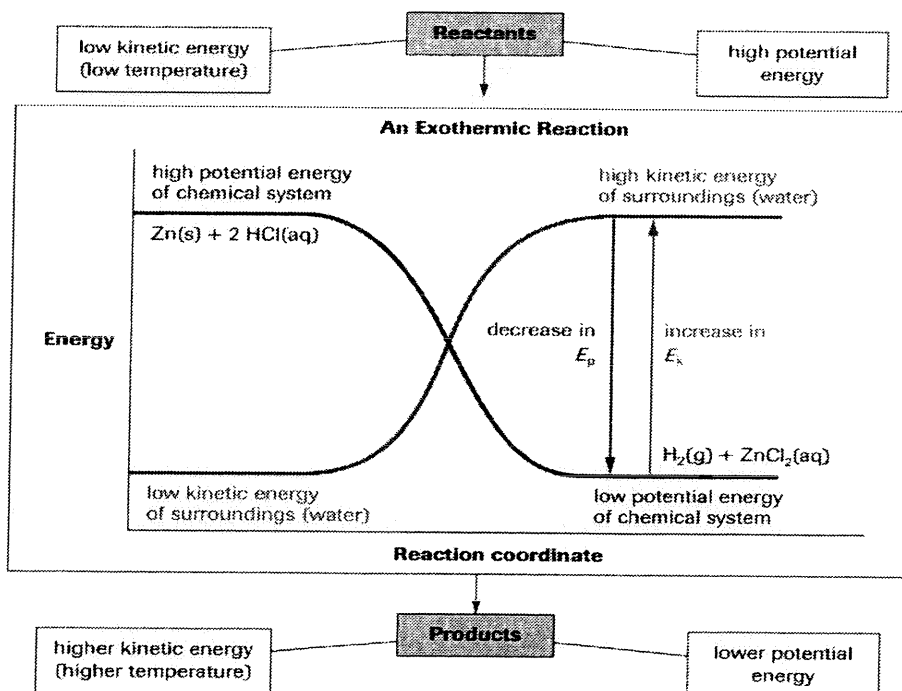 Reactants
low kinetic energy
(low temperature)
high potential
energy
An Exothermic Reaction
high potential energy
of chemical system
high kinetic energy
of surroundings (water)
Zn(s) + 2 HCl(aq)
Energy
decrease in
Eₚ
increase in
Eₖ
H₂(g) + ZnCl₂(aq)
low kinetic energy
of surroundings (water)
low potential energy
of chemical system
Reaction coordinate
Products
higher kinetic energy
(higher temperature)
lower potential
energy